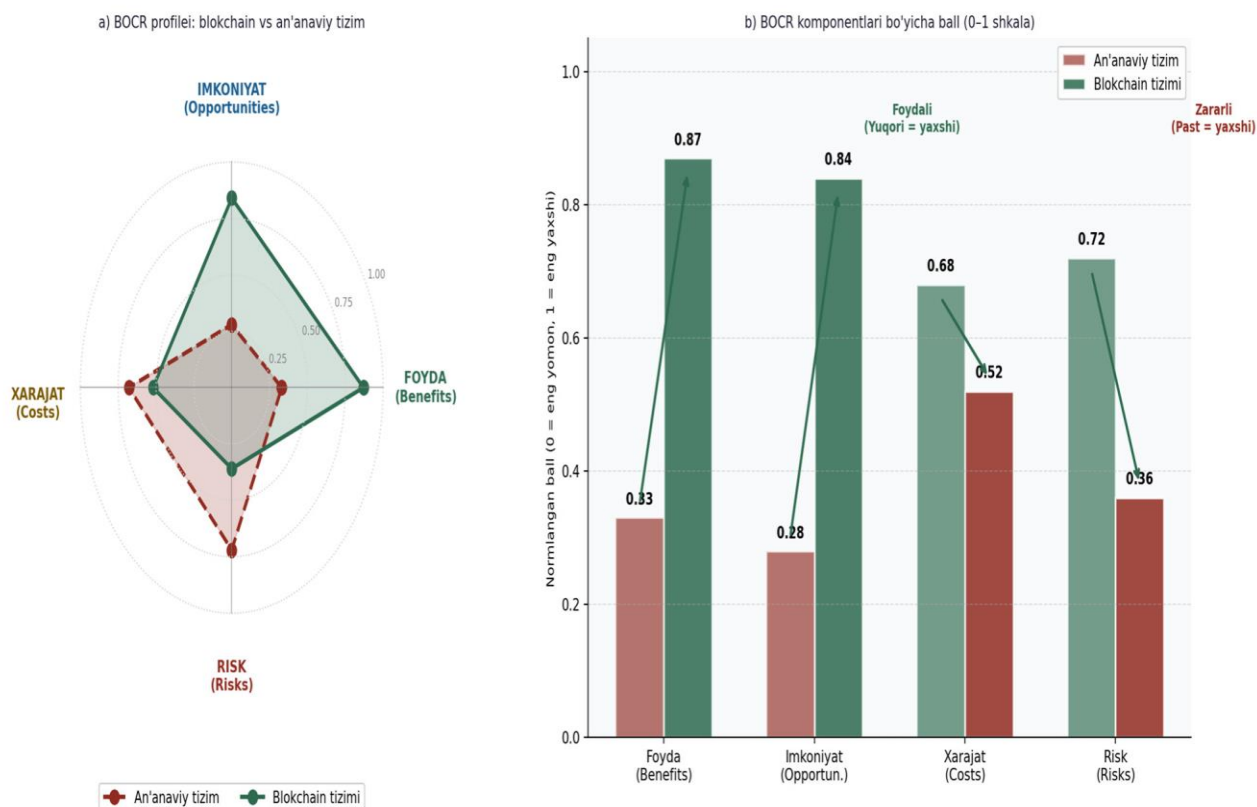 a) BOCR profilei: blokchain vs an'anaviy tizim
IMKONIYAT
(Opportunities)
1.00
0.75
0.50
0.25
XARAJAT
(Costs)
FOYDA
(Benefits)
RISK
(Risks)
An'anaviy tizim
Blokchain tizimi
b) BOCR komponentlari bo'yicha ball (0–1 shkala)
An'anaviy tizim
Blokchain tizimi
Foydali
(Yuqori = yaxshi)
Zararli
(Past = yaxshi)
Normlangan ball (0 = eng yomon, 1 = eng yaxshi)
1.0
0.8
0.6
0.4
0.2
0.0
0.33
0.87
0.28
0.84
0.68
0.52
0.72
0.36
Foyda
(Benefits)
Imkoniyat
(Opportun.)
Xarajat
(Costs)
Risk
(Risks)